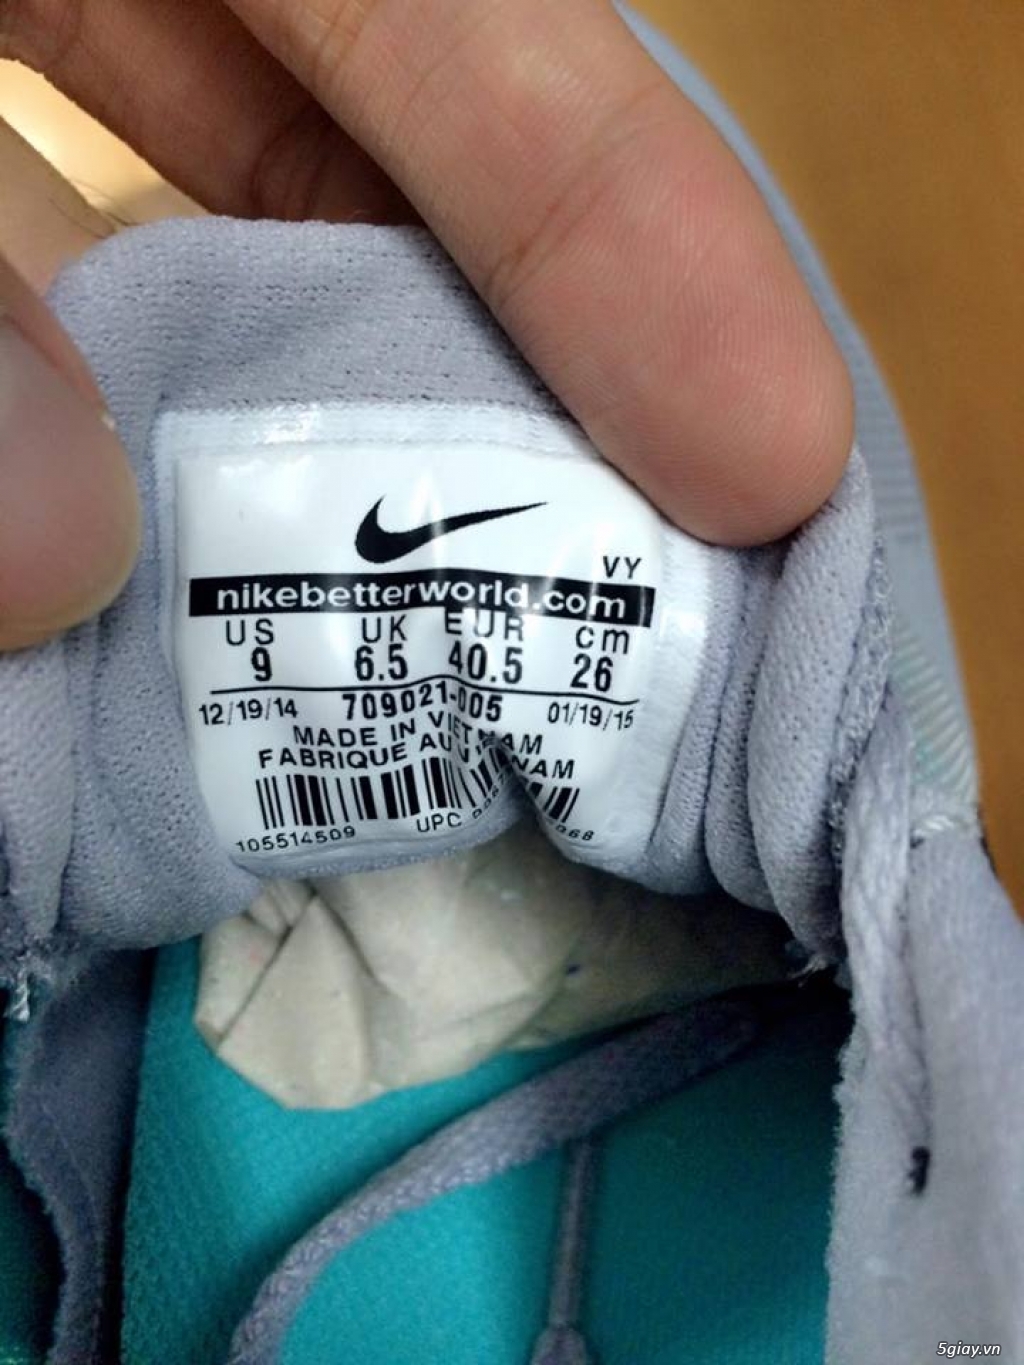 VY
nikebetterworld.com
US UK EUR cm
9 6.5 40.5 26
12/19/14 709021-005 01/19/15
MADE IN VIETNAM
FABRIQUE AU
105514509 UPC
5giay.vn